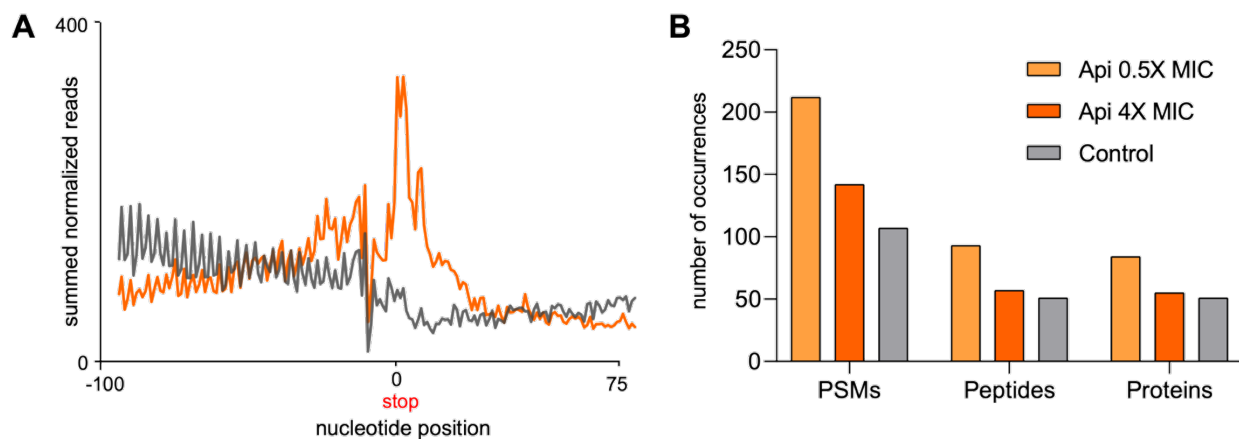 A
400
summed normalized reads
0
-100
0
75
stop
nucleotide position
B
250
200
150
100
50
0
number of occurrences
Api 0.5X MIC
Api 4X MIC
Control
PSMs
Peptides
Proteins